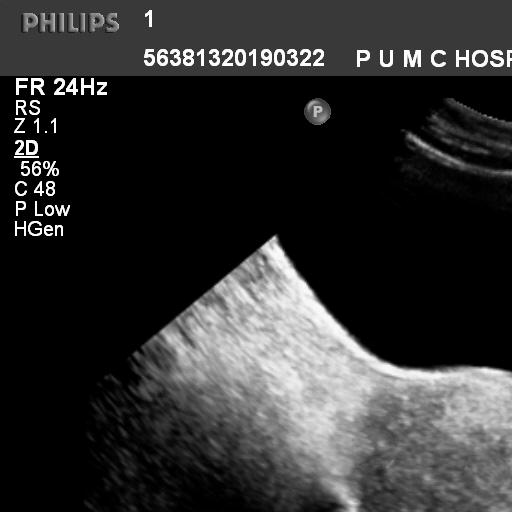 PHILIPS
1
56381320190322 P U M C HOSP
FR 24Hz
RS
Z 1.1
2D
56%
C 48
P Low
HGen
P